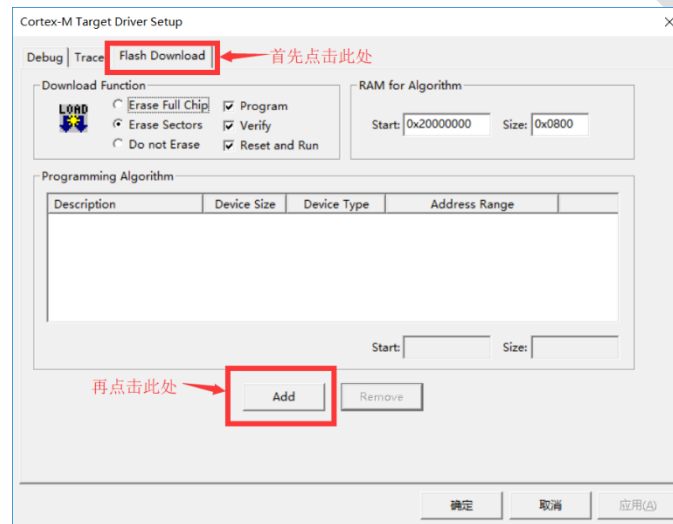 Cortex-M Target Driver Setup
Debug Trace Flash Download 首先点击此处
Download Function
LOAD
Erase Full Chip Program
Erase Sectors Verify
Do not Erase Reset and Run
RAM for Algorithm
Start: 0x20000000 Size: 0x0800
Programming Algorithm
Description Device Size Device Type Address Range
Start: Size:
再点击此处 Add Remove
确定 取消 应用(A)